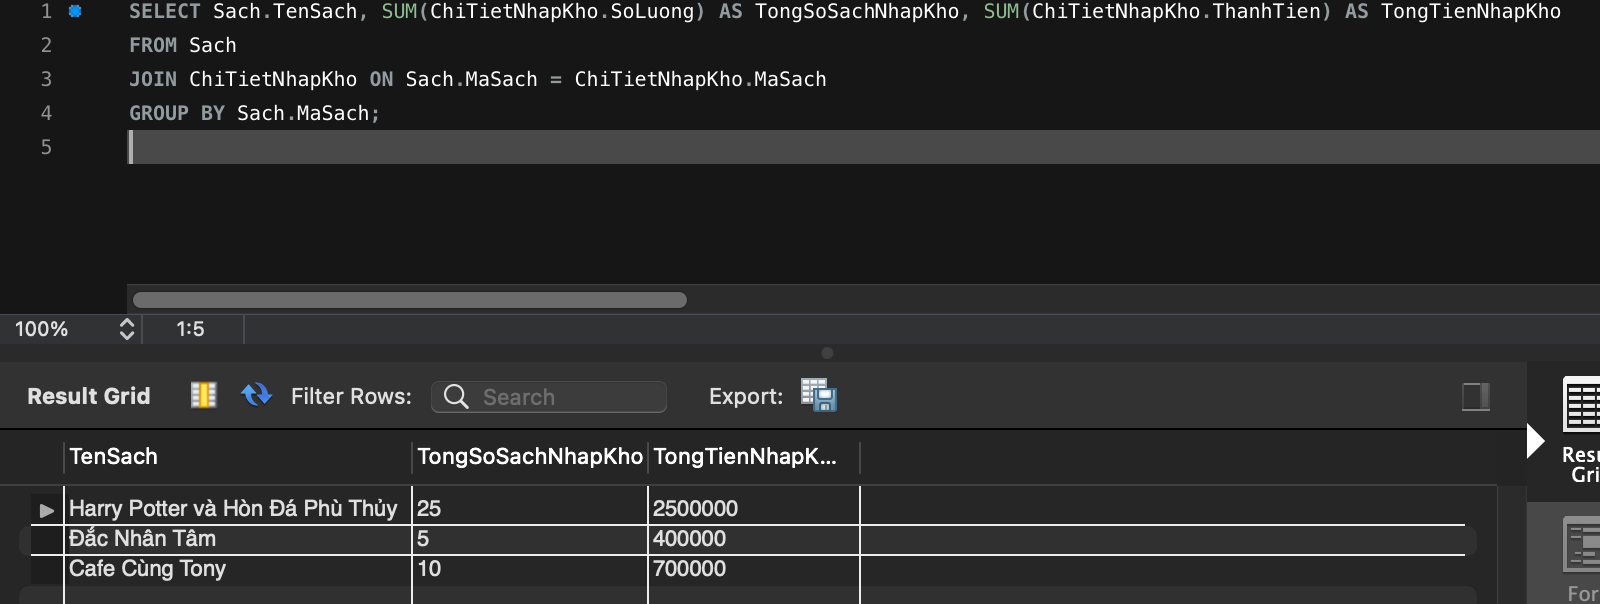 1 SELECT Sach.TenSach, SUM(ChiTietNhapKho.SoLuong) AS TongSoSachNhapKho, SUM(ChiTietNhapKho.ThanhTien) AS TongTienNhapKho
2 FROM Sach
3 JOIN ChiTietNhapKho ON Sach.MaSach = ChiTietNhapKho.MaSach
4 GROUP BY Sach.MaSach;
5
100% 1:5
Result Grid Filter Rows: Search Export:
TenSach TongSoSachNhapKho TongTienNhapK...
Harry Potter và Hòn Đá Phù Thủy 25 2500000
Đắc Nhân Tâm 5 400000
Cafe Cùng Tony 10 700000